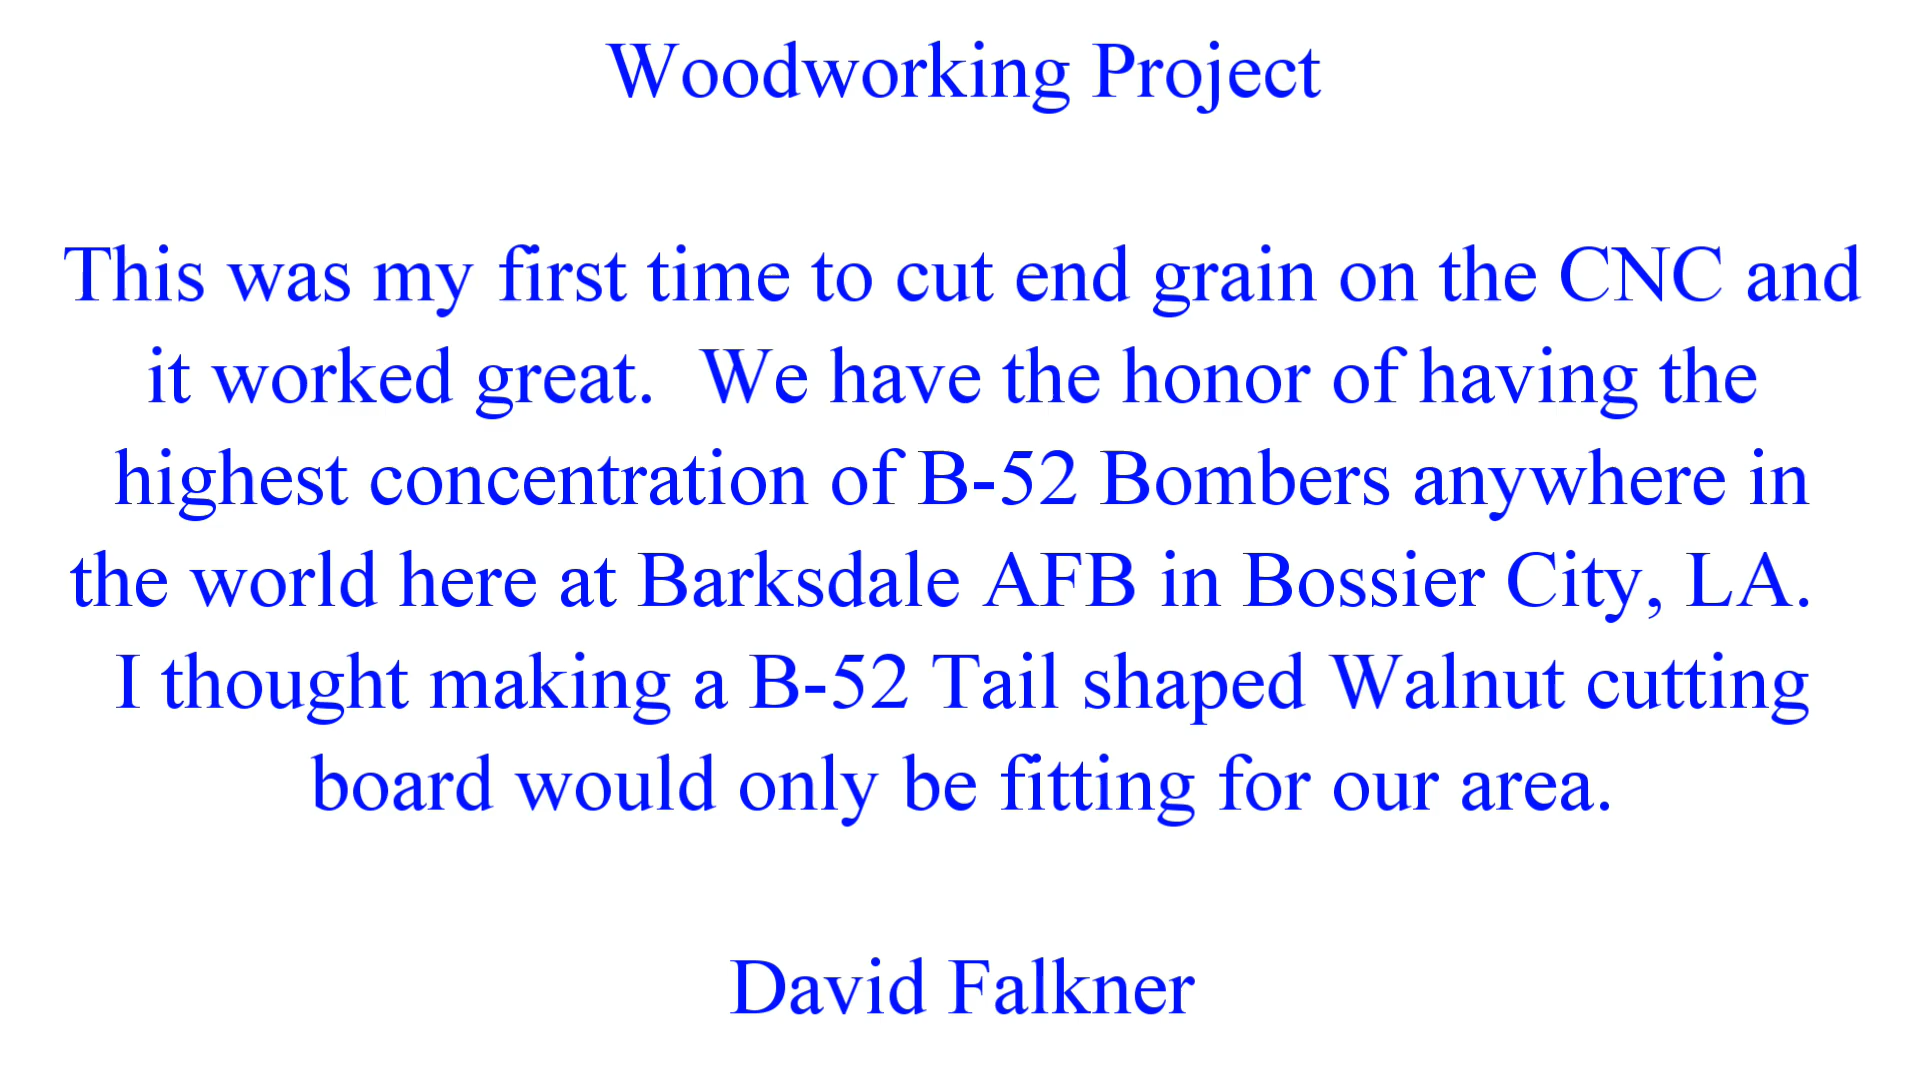 Woodworking Project
This was my first time to cut end grain on the CNC and
it worked great.  We have the honor of having the
highest concentration of B-52 Bombers anywhere in
the world here at Barksdale AFB in Bossier City, LA.
I thought making a B-52 Tail shaped Walnut cutting
board would only be fitting for our area.
David Falkner